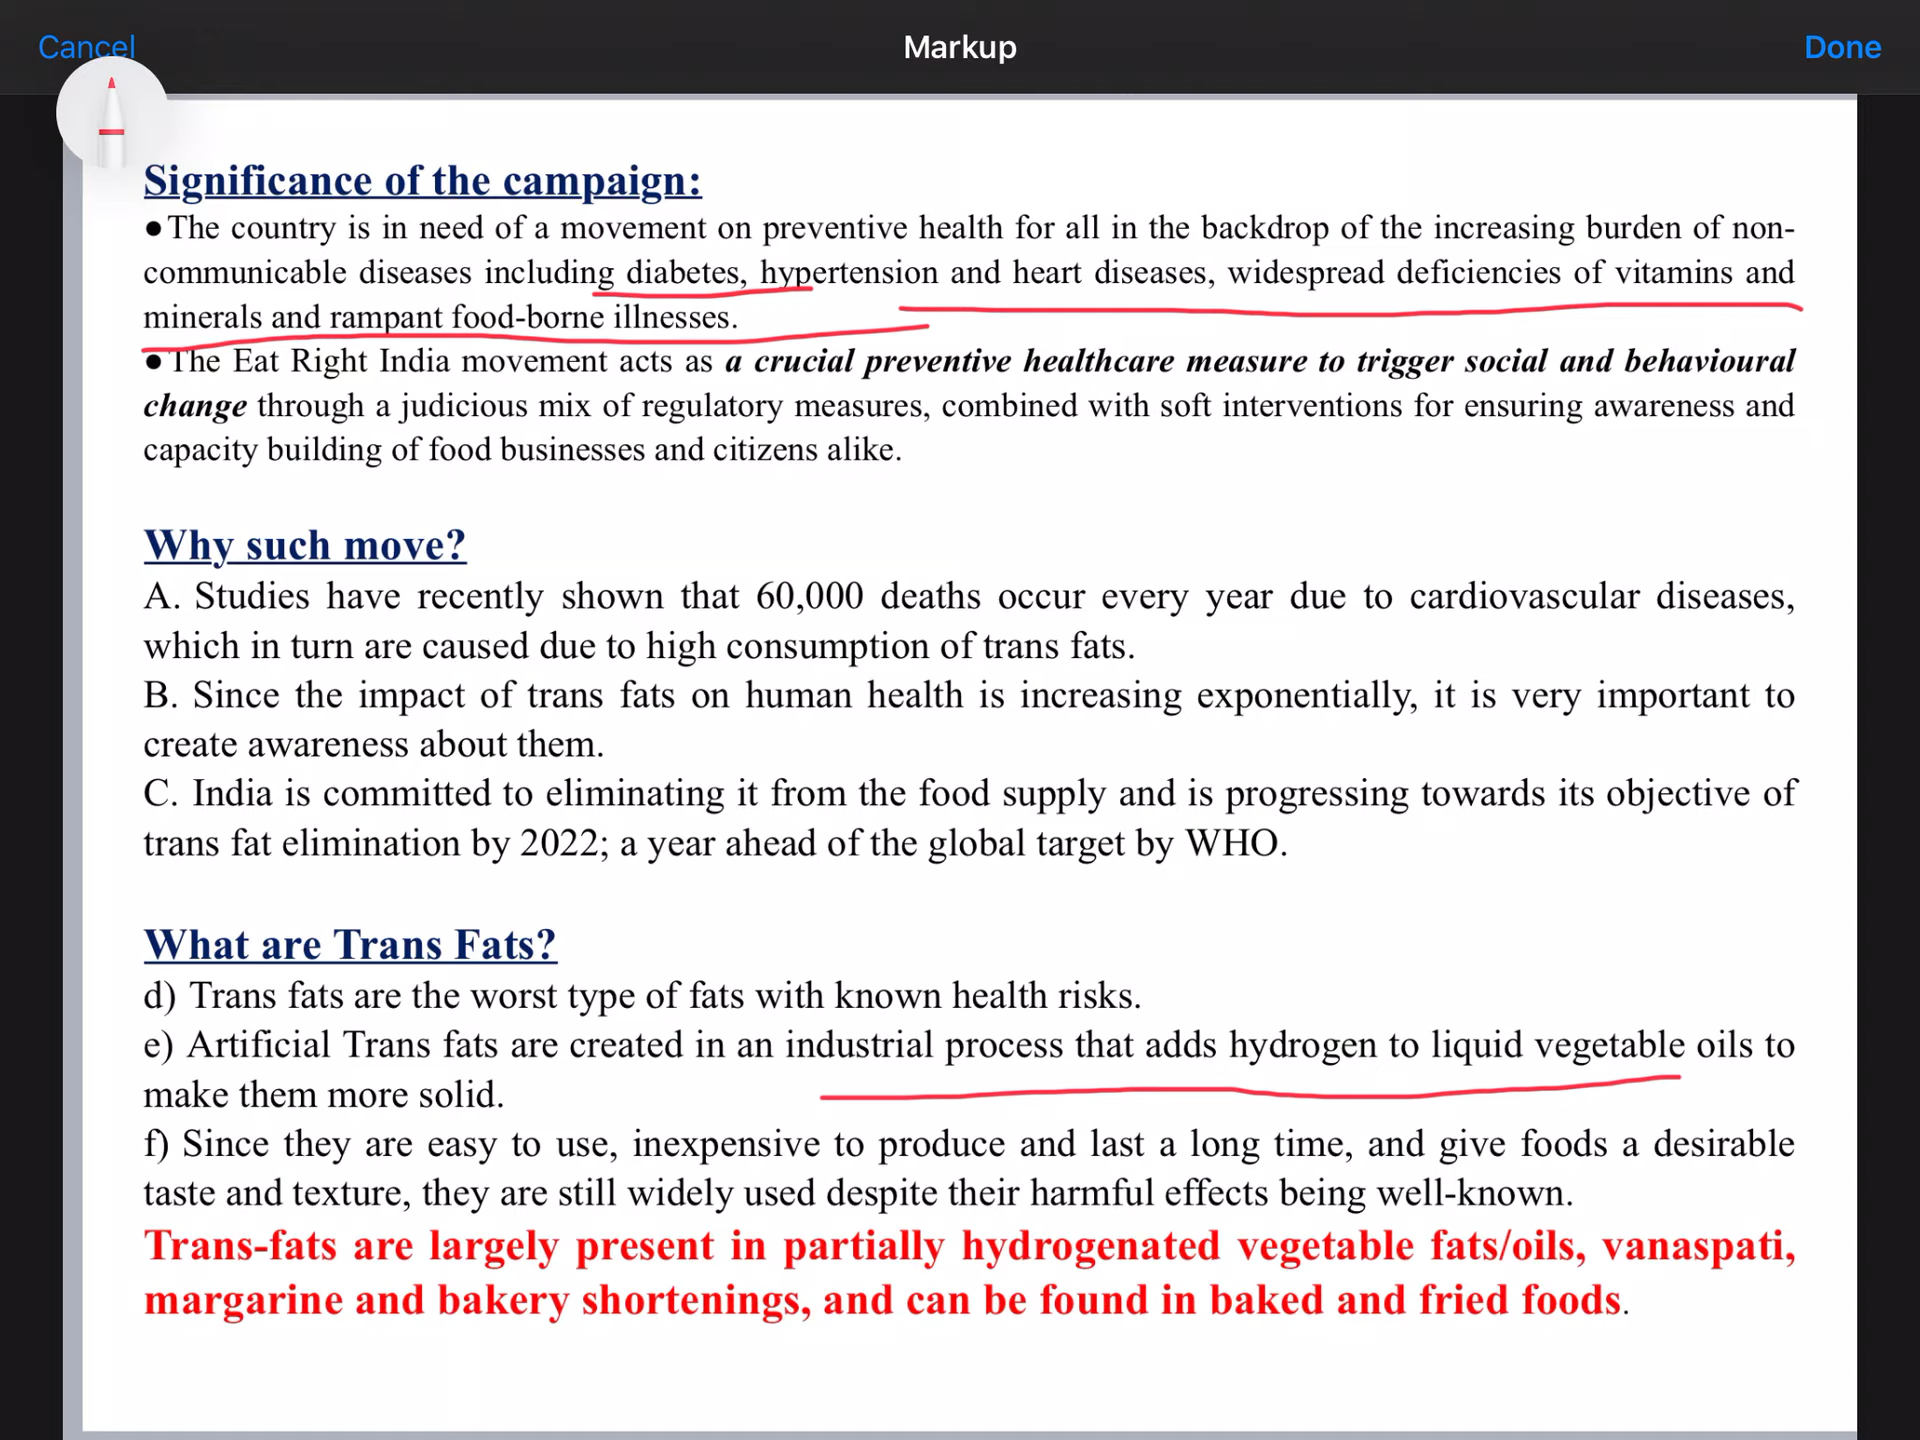 Cancel
Markup
Done
Significance of the campaign:
●The country is in need of a movement on preventive health for all in the backdrop of the increasing burden of non-
communicable diseases including diabetes, hypertension and heart diseases, widespread deficiencies of vitamins and
minerals and rampant food-borne illnesses.
●The Eat Right India movement acts as a crucial preventive healthcare measure to trigger social and behavioural
change through a judicious mix of regulatory measures, combined with soft interventions for ensuring awareness and
capacity building of food businesses and citizens alike.
Why such move?
A. Studies have recently shown that 60,000 deaths occur every year due to cardiovascular diseases,
which in turn are caused due to high consumption of trans fats.
B. Since the impact of trans fats on human health is increasing exponentially, it is very important to
create awareness about them.
C. India is committed to eliminating it from the food supply and is progressing towards its objective of
trans fat elimination by 2022; a year ahead of the global target by WHO.
What are Trans Fats?
d) Trans fats are the worst type of fats with known health risks.
e) Artificial Trans fats are created in an industrial process that adds hydrogen to liquid vegetable oils to
make them more solid.
f) Since they are easy to use, inexpensive to produce and last a long time, and give foods a desirable
taste and texture, they are still widely used despite their harmful effects being well-known.
Trans-fats are largely present in partially hydrogenated vegetable fats/oils, vanaspati,
margarine and bakery shortenings, and can be found in baked and fried foods.